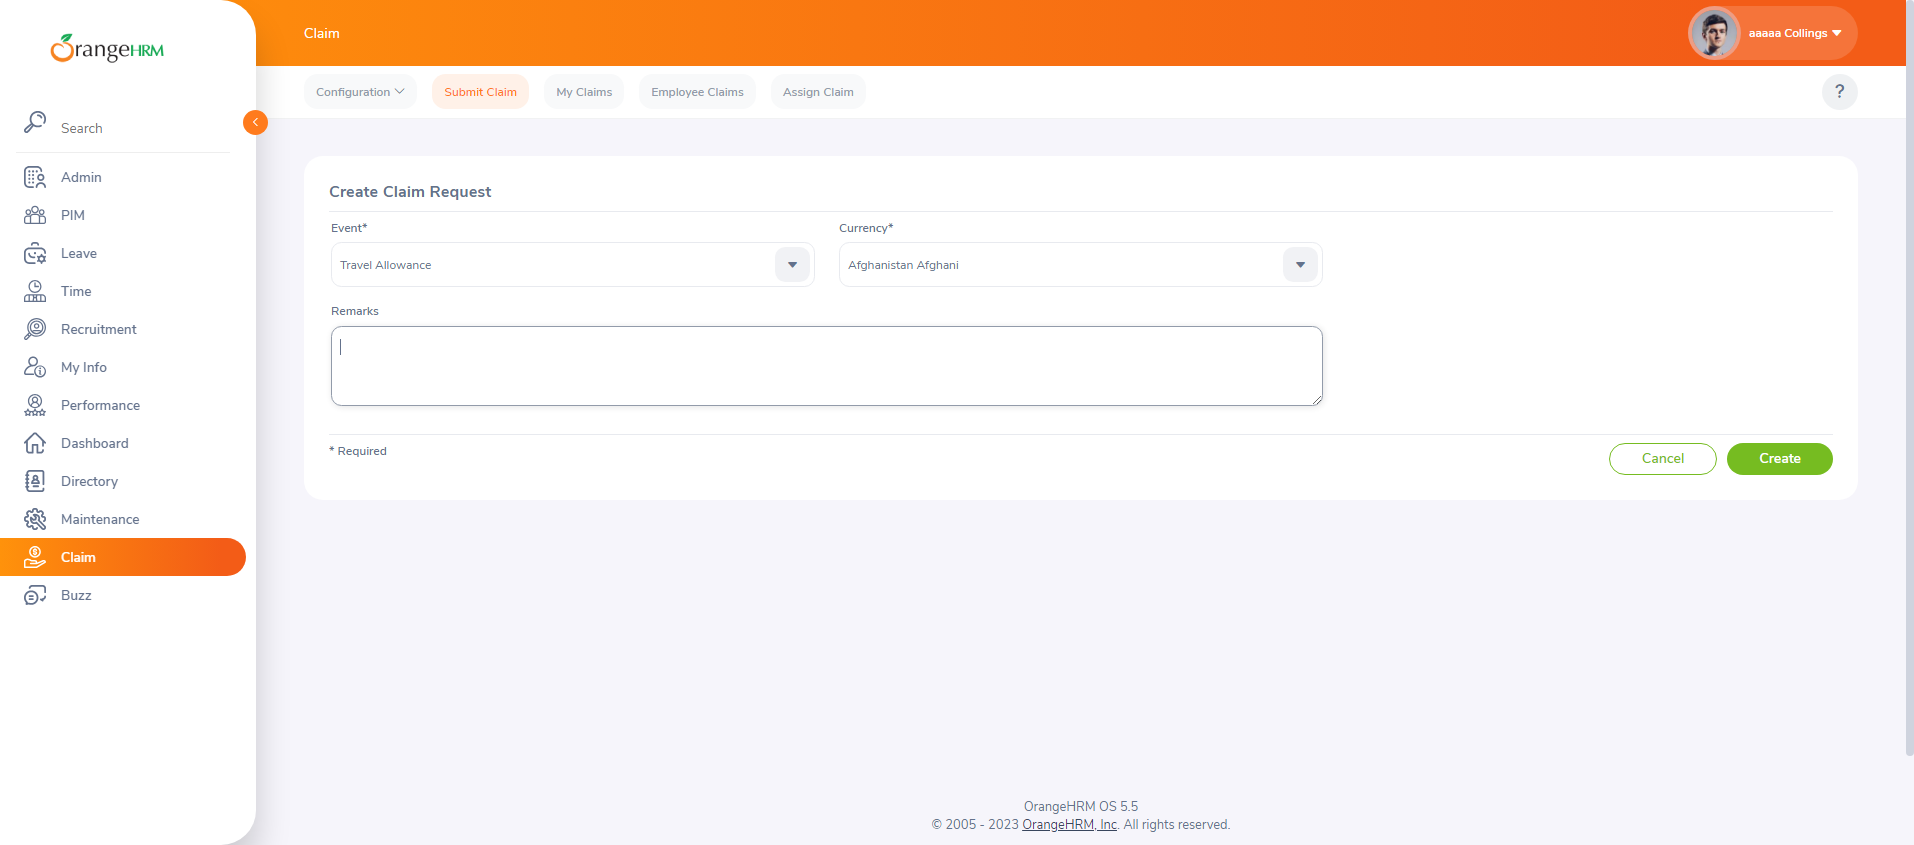 OrangeHRM
Search
Admin
PIM
Leave
Time
Recruitment
My Info
Performance
Dashboard
Directory
Maintenance
Claim
Buzz
Claim
aaaaa Collings
Configuration
Submit Claim
My Claims
Employee Claims
Assign Claim
?
Create Claim Request
Event*
Currency*
Travel Allowance
Afghanistan Afghani
Remarks
* Required
Cancel
Create
OrangeHRM OS 5.5
© 2005 - 2023 OrangeHRM, Inc. All rights reserved.